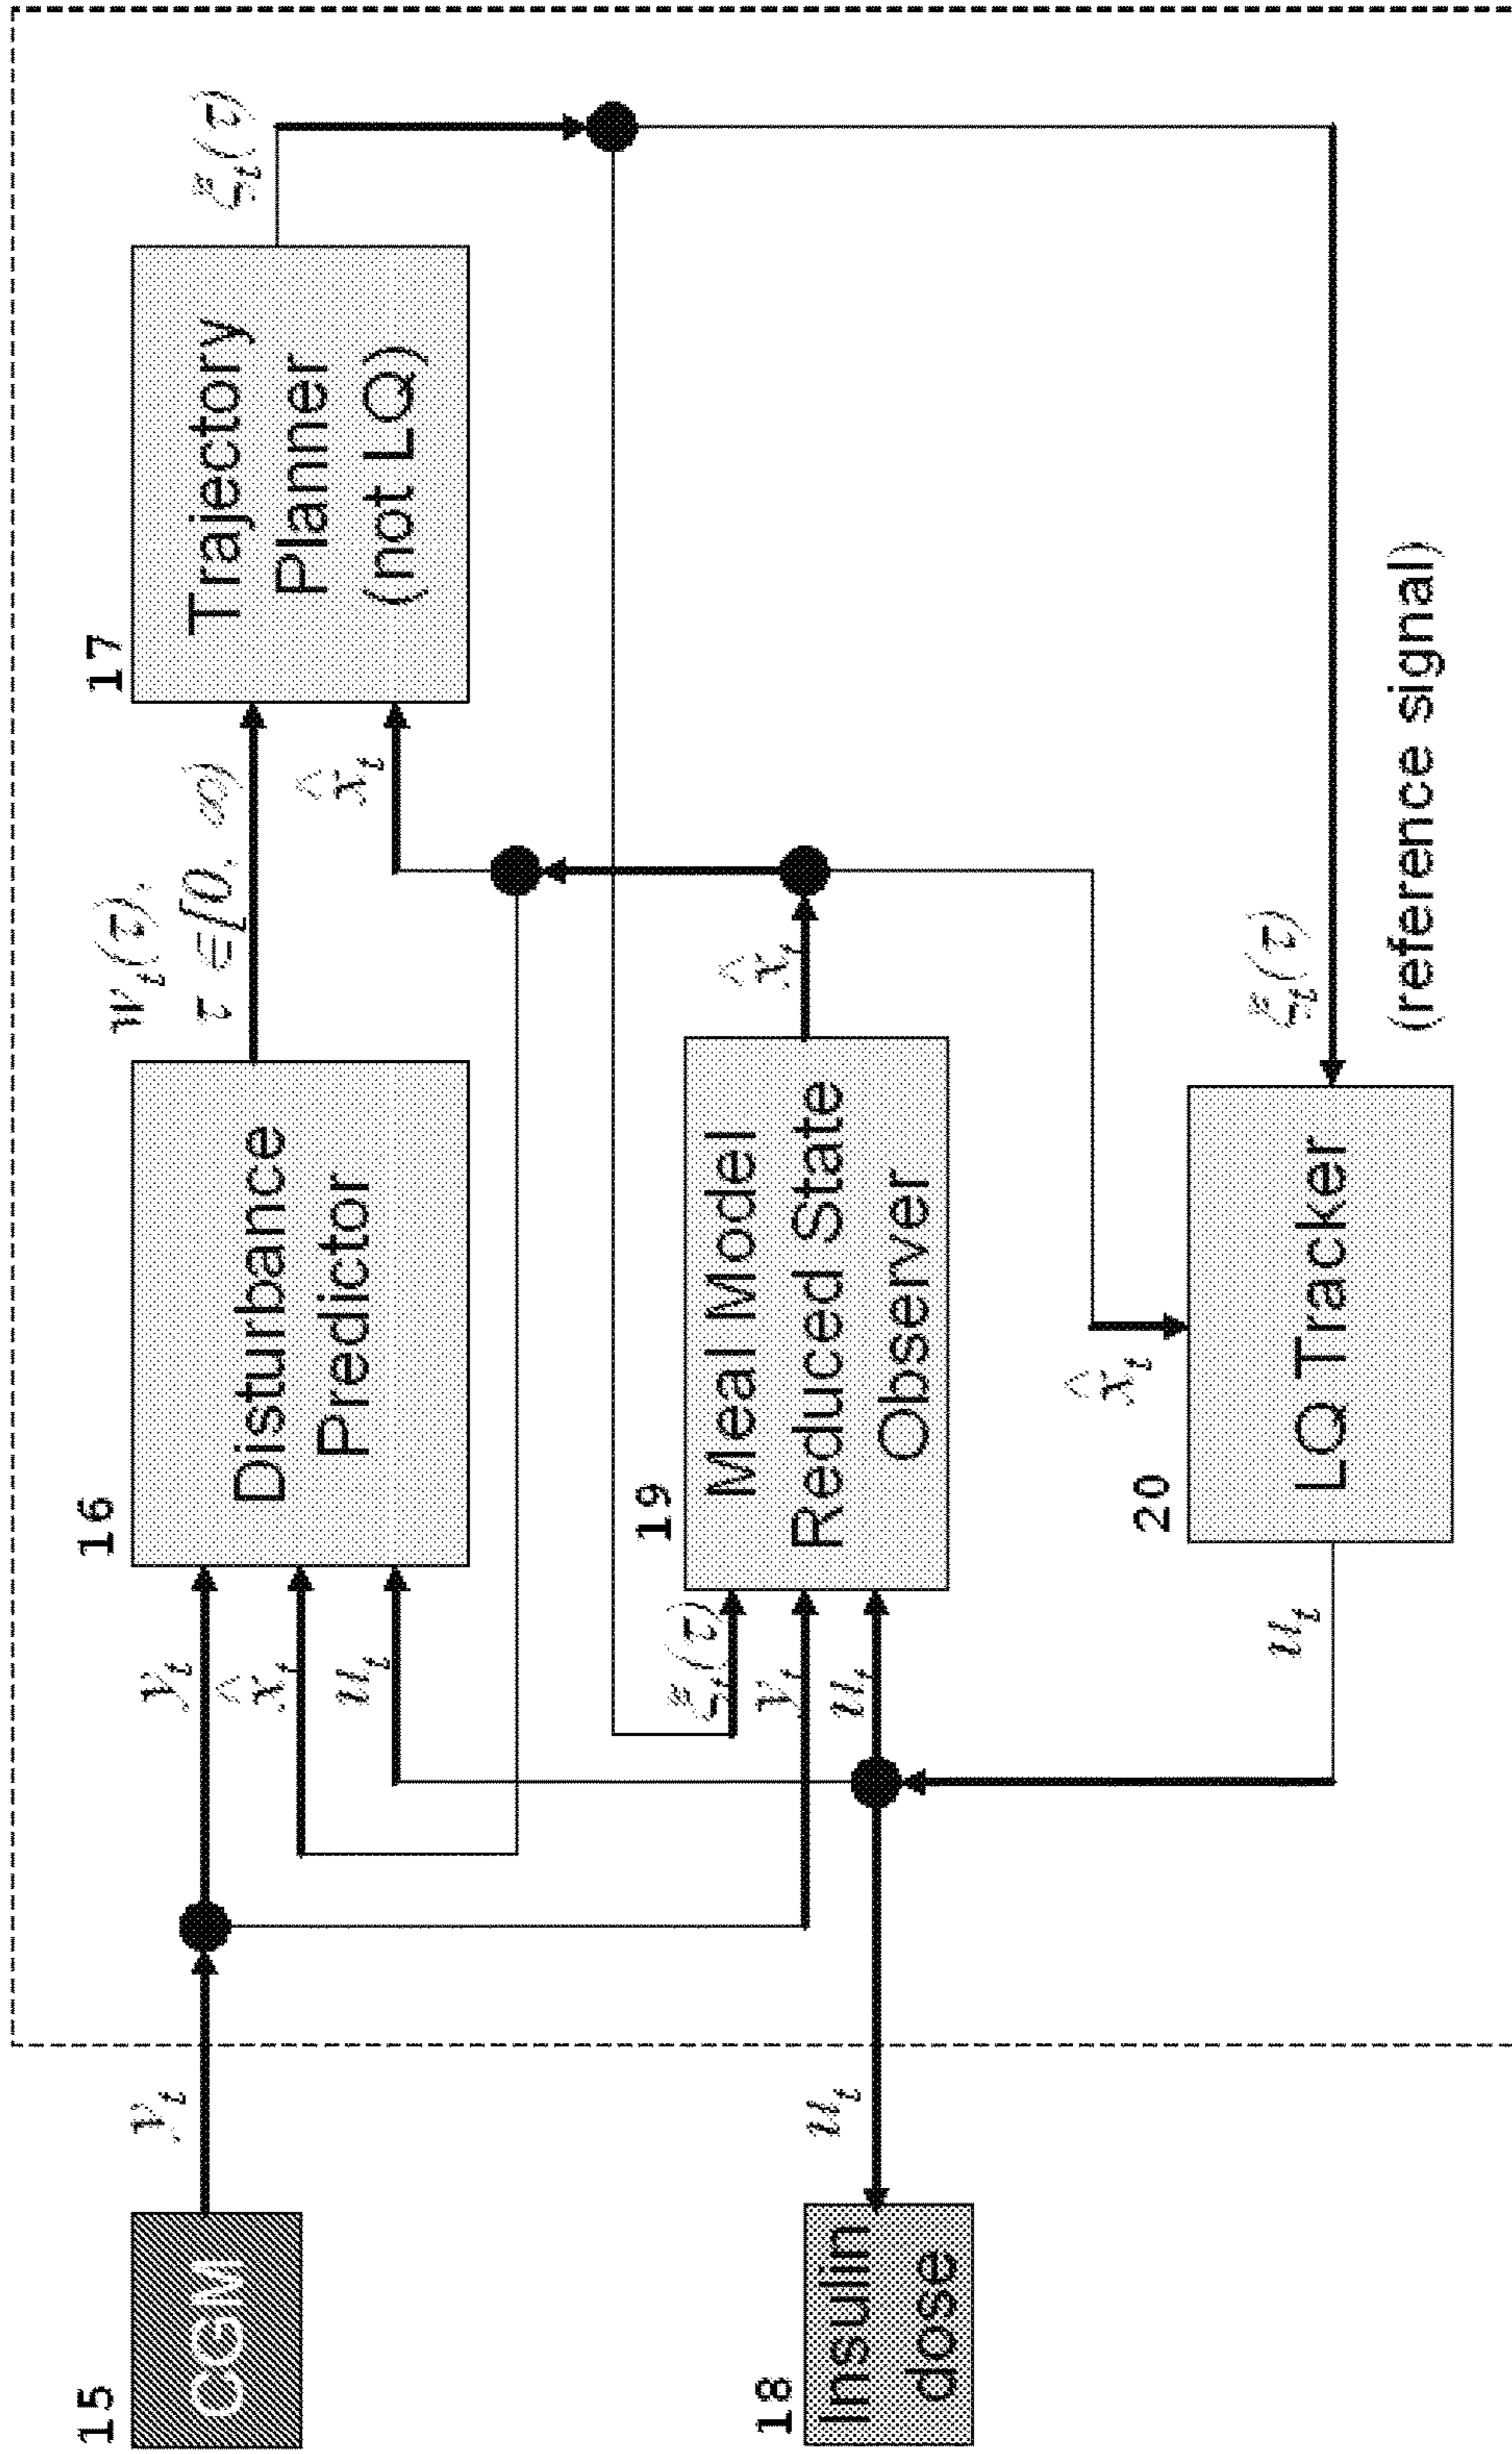 15
CGM
y_t
y_t
x̂_t
u_t
16
Disturbance
Predictor
w_t(τ),
τ ∈ [0, ∞)
x̂_t
17
Trajectory
Planner
(not LQ)
ξ_t(τ)
18
Insulin
dose
u_t
ξ_t(τ)
y_t
u_t
19
Meal Model
Reduced State
Observer
x̂_t
x̂_t
u_t
20
LQ Tracker
ξ_t(τ)
(reference signal)